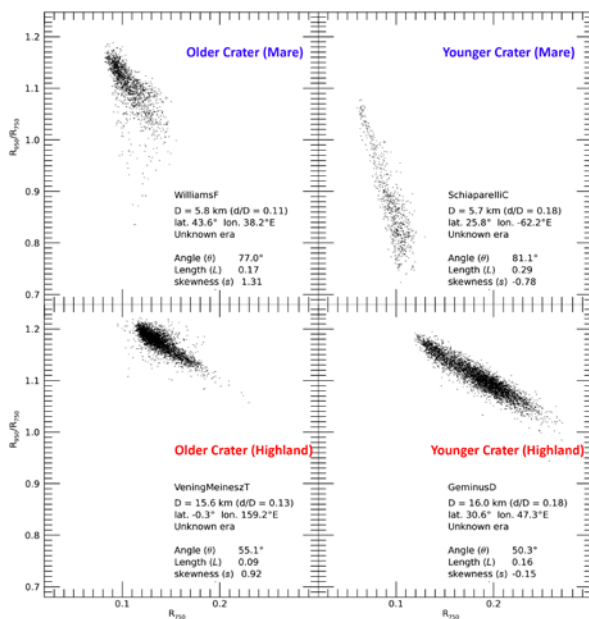 Older Crater (Mare)
1.2
1.1
1.0
0.9
0.8
0.7
R950/R750
WilliamsF
D = 5.8 km (d/D = 0.11)
lat. 43.6° lon. 38.2°E
Unknown era
Angle (θ) 77.0°
Length (L) 0.17
skewness (s) 1.31
Younger Crater (Mare)
SchiaparelliC
D = 5.7 km (d/D = 0.18)
lat. 25.8° lon. -62.2°E
Unknown era
Angle (θ) 81.1°
Length (L) 0.29
skewness (s) -0.78
1.2
1.1
1.0
0.9
0.8
0.7
R950/R750
Older Crater (Highland)
VeningMeineszT
D = 15.6 km (d/D = 0.13)
lat. -0.3° lon. 159.2°E
Unknown era
Angle (θ) 55.1°
Length (L) 0.09
skewness (s) 0.92
0.1
0.2
R750
Younger Crater (Highland)
GeminusD
D = 16.0 km (d/D = 0.18)
lat. 30.6° lon. 47.3°E
Unknown era
Angle (θ) 50.3°
Length (L) 0.16
skewness (s) -0.15
0.1
0.2
R750